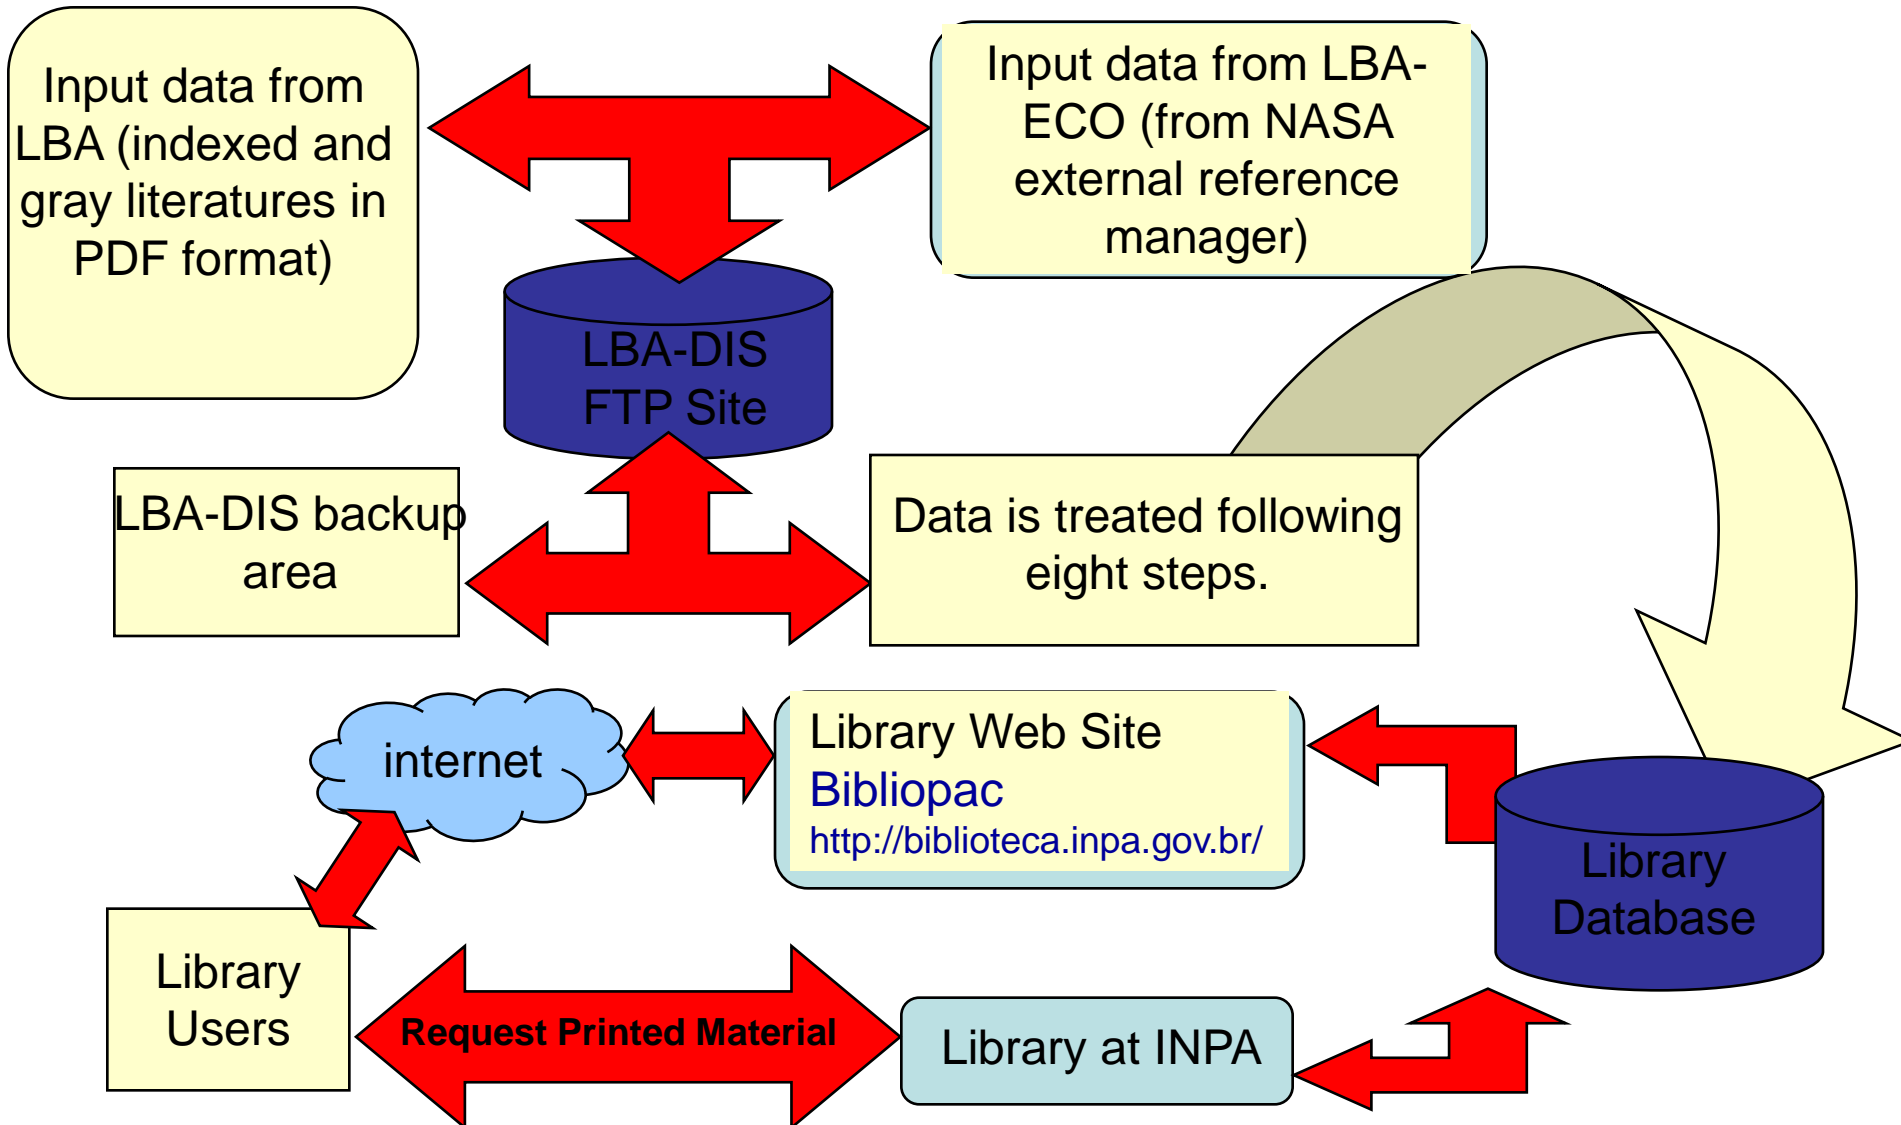 Input data from
LBA (indexed and
gray literatures in
PDF format)
Input data from LBA-
ECO (from NASA
external reference
manager)
LBA-DIS
FTP Site
LBA-DIS backup
area
Data is treated following
eight steps.
internet
Library Web Site
Bibliopac
http://biblioteca.inpa.gov.br/
Library
Database
Library
Users
Request Printed Material
Library at INPA